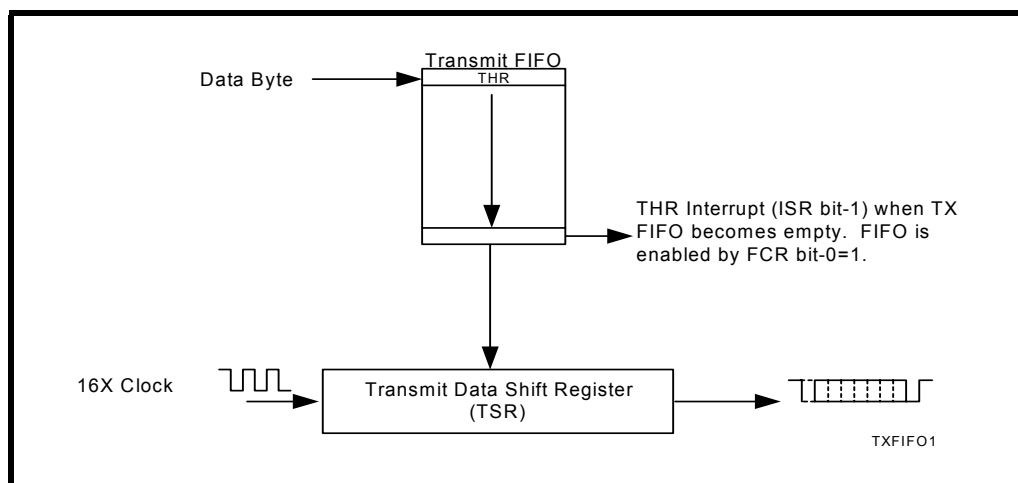 Transmit FIFO
Data Byte
THR
THR Interrupt (ISR bit-1) when TX
FIFO becomes empty. FIFO is
enabled by FCR bit-0=1.
16X Clock
Transmit Data Shift Register
(TSR)
TXFIFO1